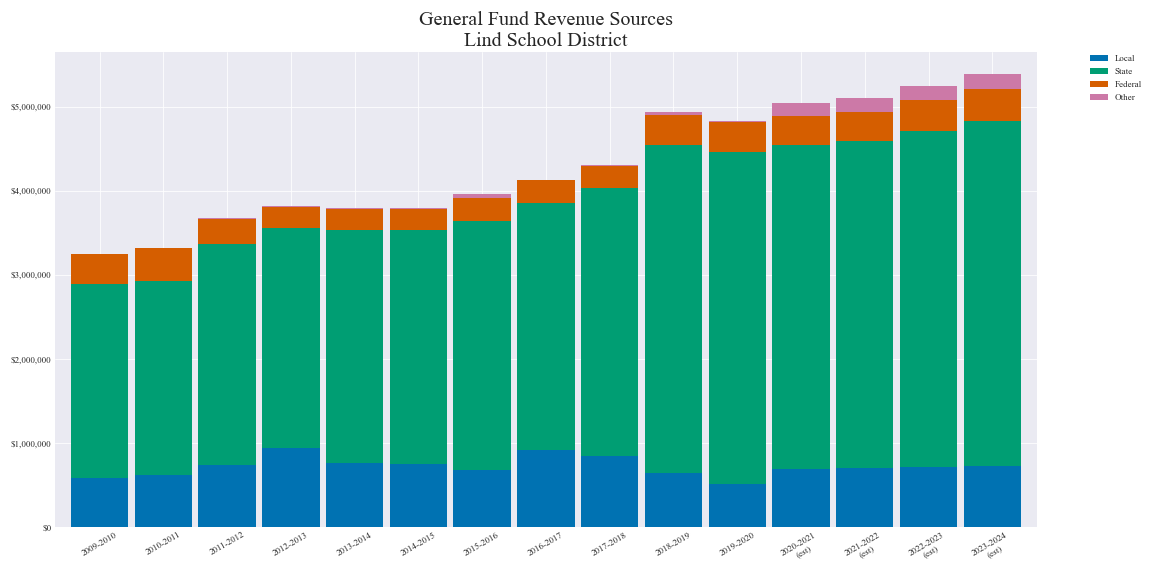 General Fund Revenue Sources
Lind School District
Local
State
Federal
Other
$5,000,000
$4,000,000
$3,000,000
$2,000,000
$1,000,000
$0
2009-2010
2010-2011
2011-2012
2012-2013
2013-2014
2014-2015
2015-2016
2016-2017
2017-2018
2018-2019
2019-2020
2020-2021
(est)
2021-2022
(est)
2022-2023
(est)
2023-2024
(est)